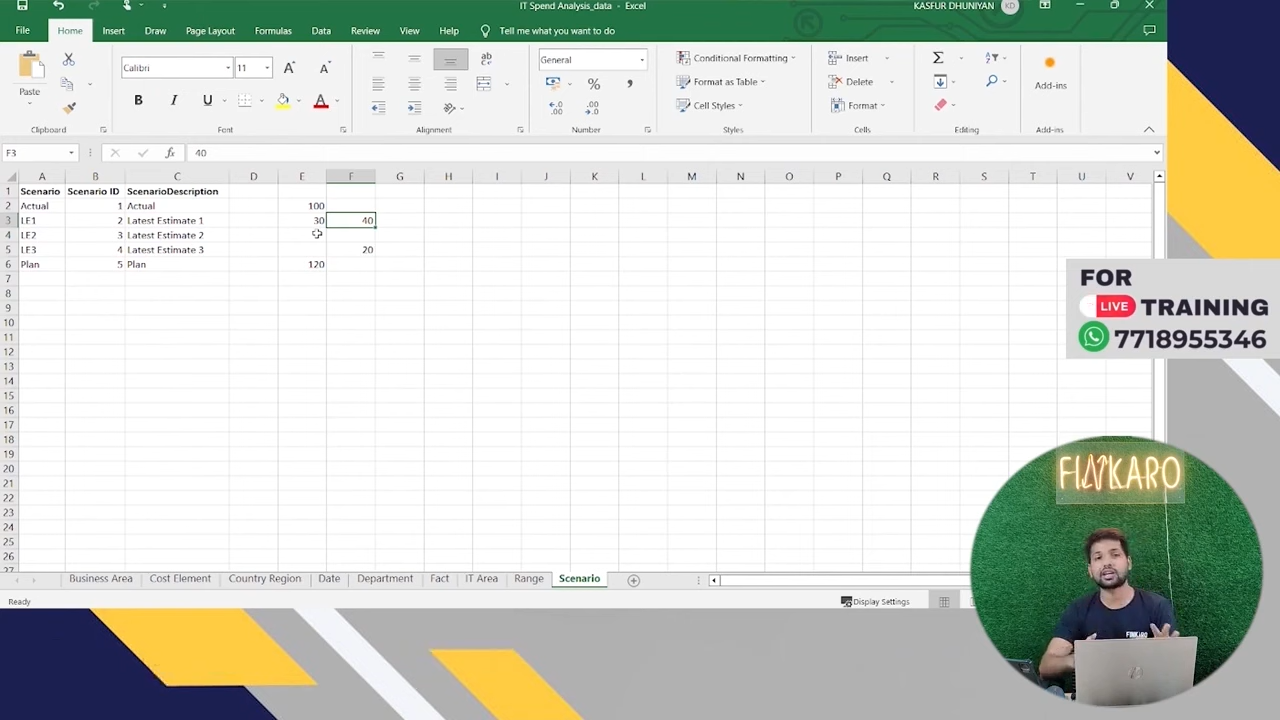 IT Spend Analysis_data - Excel
KASFUR DHUNIYAN
KD
File Home Insert Draw Page Layout Formulas Data Review View Help Tell me what you want to do
Paste
Clipboard
Calibri 11
B I U
Font
Alignment
General
Number
Conditional Formatting
Format as Table
Cell Styles
Styles
Insert
Delete
Format
Cells
Editing
Add-ins
Add-ins
F3 fx 40
A B C D E F G H I J K L M N O P Q R S T U V
1 Scenario Scenario ID ScenarioDescription
2 Actual 1 Actual 100
3 LE1 2 Latest Estimate 1 30 40
4 LE2 3 Latest Estimate 2
5 LE3 4 Latest Estimate 3 20
6 Plan 5 Plan 120
7
8
9
10
11
12
13
14
15
16
17
18
19
20
21
22
23
24
25
26
27
Business Area Cost Element Country Region Date Department Fact IT Area Range Scenario
Ready
Display Settings
FOR
LIVE TRAINING
7718955346
FINKARO
FINKARO